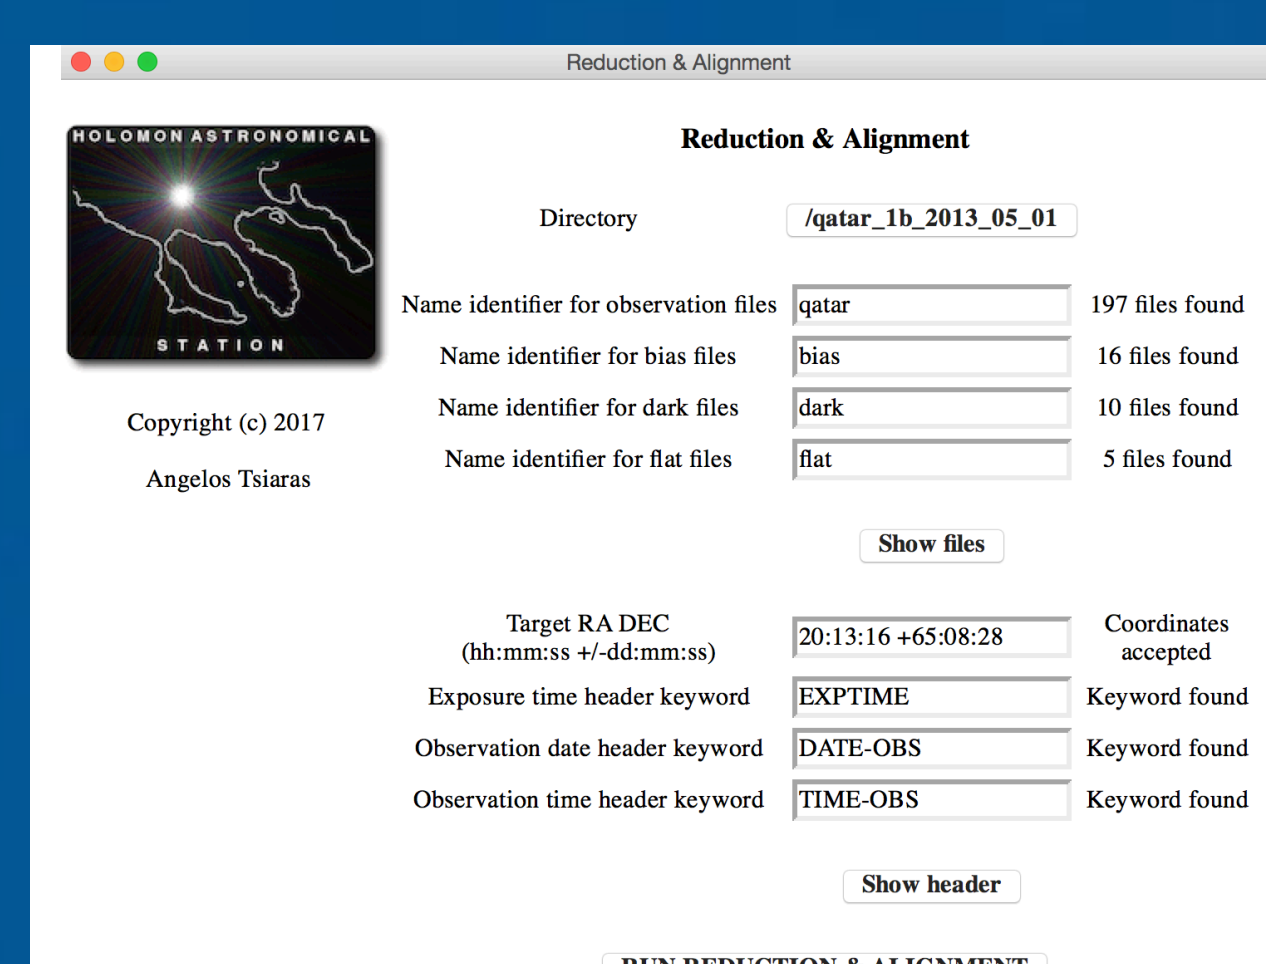 Reduction & Alignment
HOLOMON ASTRONOMICAL
STATION
Copyright (c) 2017
Angelos Tsiaras
Reduction & Alignment
Directory /qatar_1b_2013_05_01
Name identifier for observation files qatar 197 files found
Name identifier for bias files bias 16 files found
Name identifier for dark files dark 10 files found
Name identifier for flat files flat 5 files found
Show files
Target RA DEC
(hh:mm:ss +/-dd:mm:ss) 20:13:16 +65:08:28 Coordinates
accepted
Exposure time header keyword EXPTIME Keyword found
Observation date header keyword DATE-OBS Keyword found
Observation time header keyword TIME-OBS Keyword found
Show header
RUN REDUCTION & ALIGNMENT